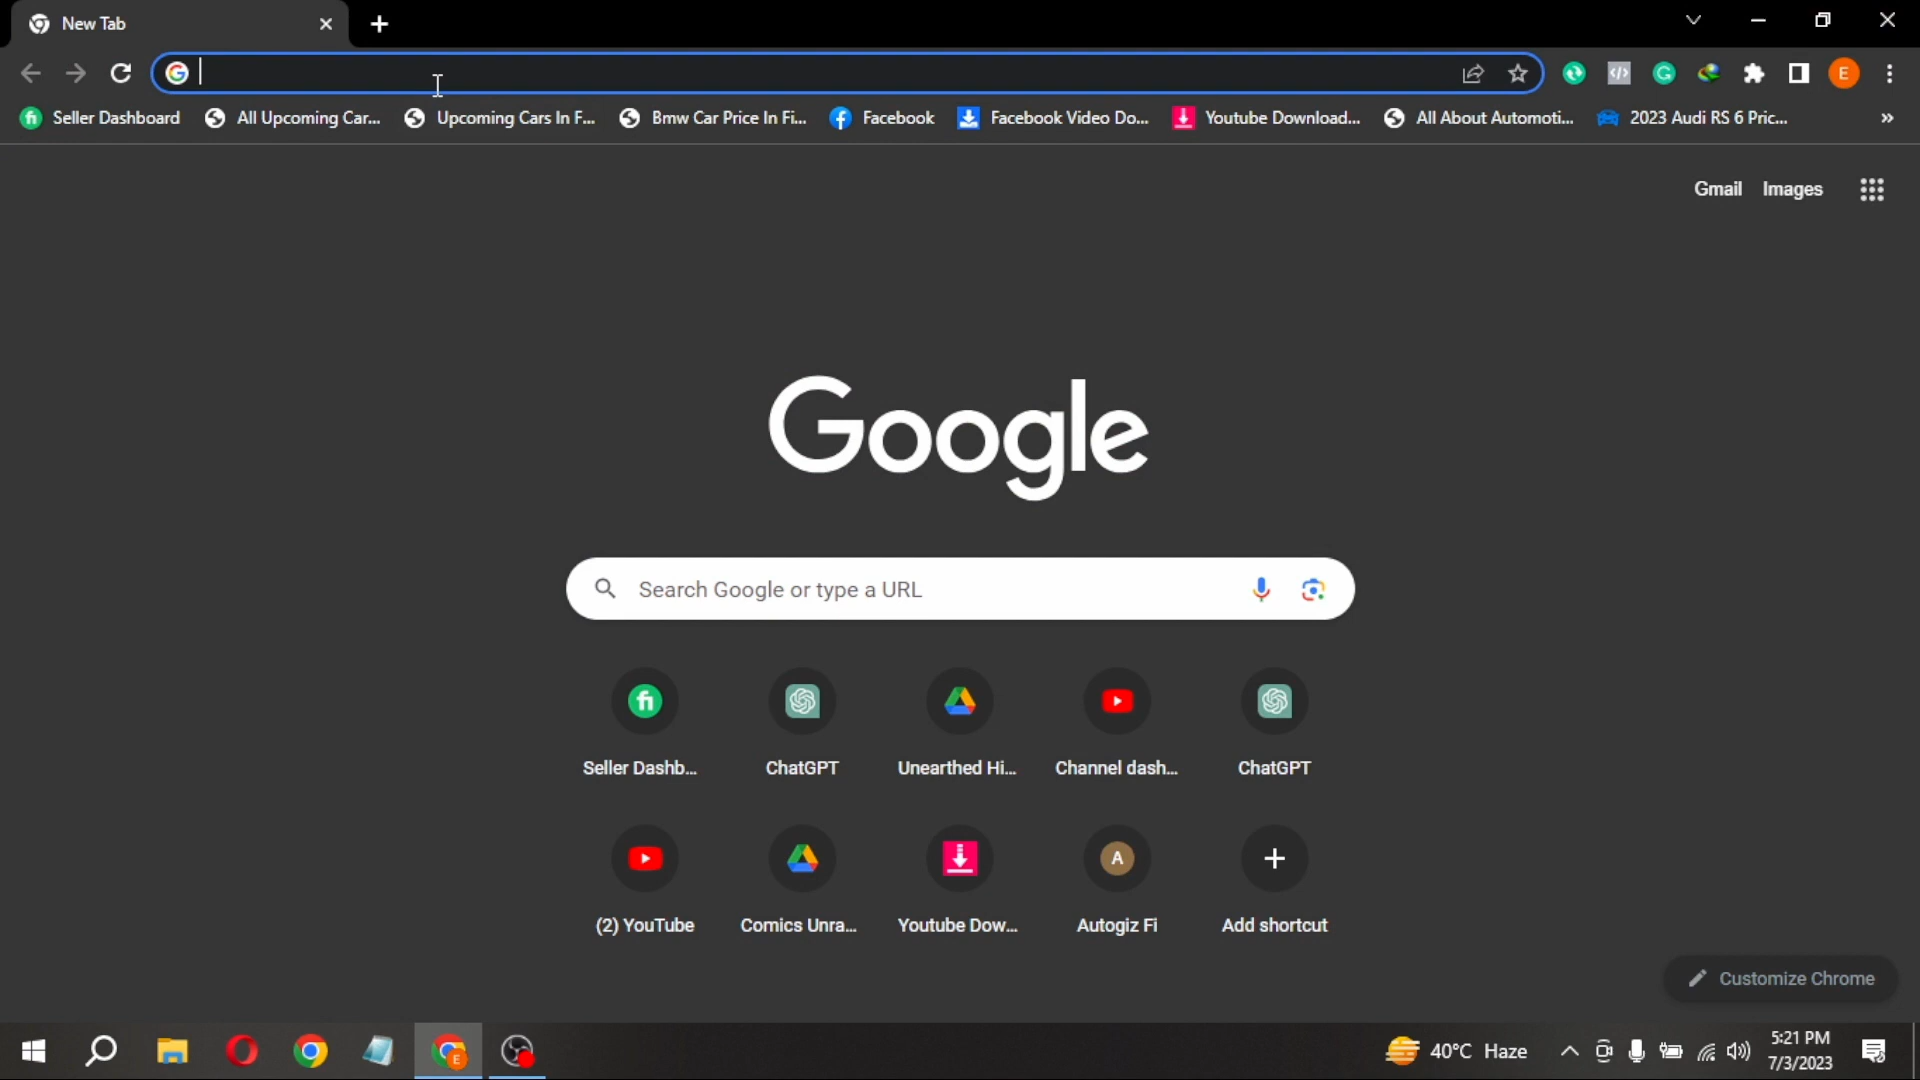 New Tab
Seller Dashboard All Upcoming Car... Upcoming Cars In F... Bmw Car Price In Fi... Facebook Facebook Video Do... Youtube Download... All About Automoti... 2023 Audi RS 6 Pric... »
Gmail Images
Google
Search Google or type a URL
Seller Dashb... ChatGPT Unearthed Hi... Channel dash... ChatGPT
(2) YouTube Comics Unra... Youtube Dow... Autogiz Fi Add shortcut
Customize Chrome
40°C Haze
5:21 PM
7/3/2023